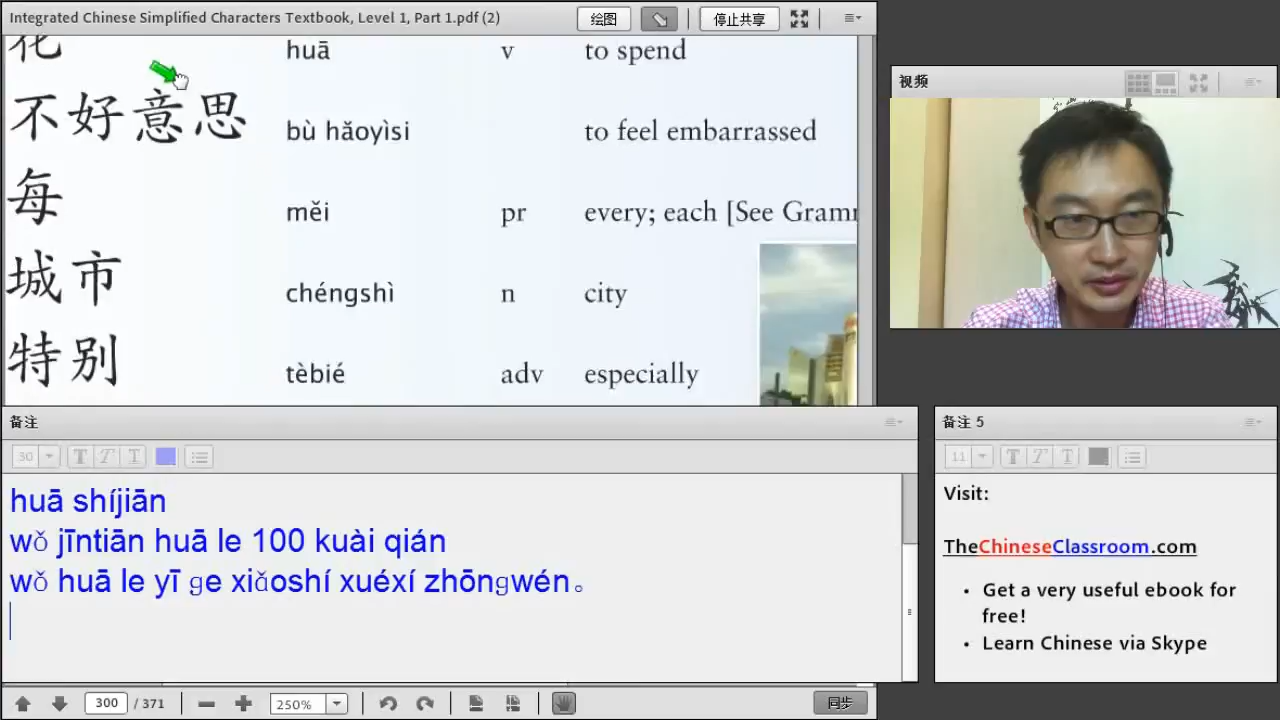 Integrated Chinese Simplified Characters Textbook, Level 1, Part 1.pdf (2)
绘图
停止共享
花 huā v to spend
不好意思 bù hǎoyìsi to feel embarrassed
每 měi pr every; each [See Gramm
城市 chéngshì n city
特别 tèbié adv especially
视频
备注
30 T T T
huā shíjiān
wǒ jīntiān huā le 100 kuài qián
wǒ huā le yī ge xiǎoshí xuéxí zhōngwén。
备注 5
11 T T T
Visit:
TheChineseClassroom.com
• Get a very useful ebook for
free!
• Learn Chinese via Skype
300 / 371 250% 同步